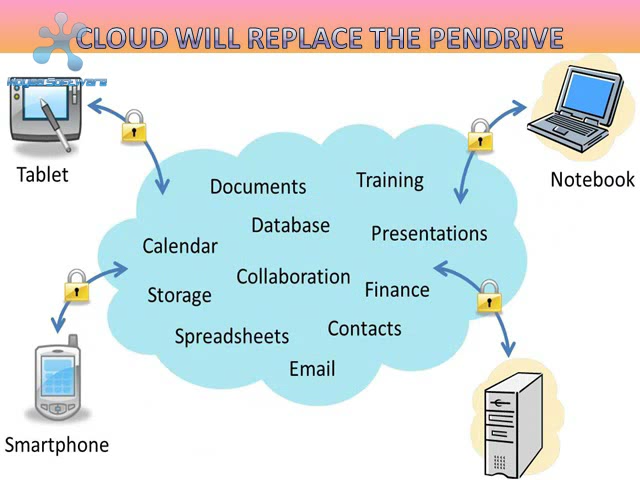 CLOUD WILL REPLACE THE PENDRIVE
Tablet
Notebook
Documents
Training
Database
Presentations
Calendar
Collaboration
Storage
Finance
Spreadsheets
Contacts
Email
Smartphone